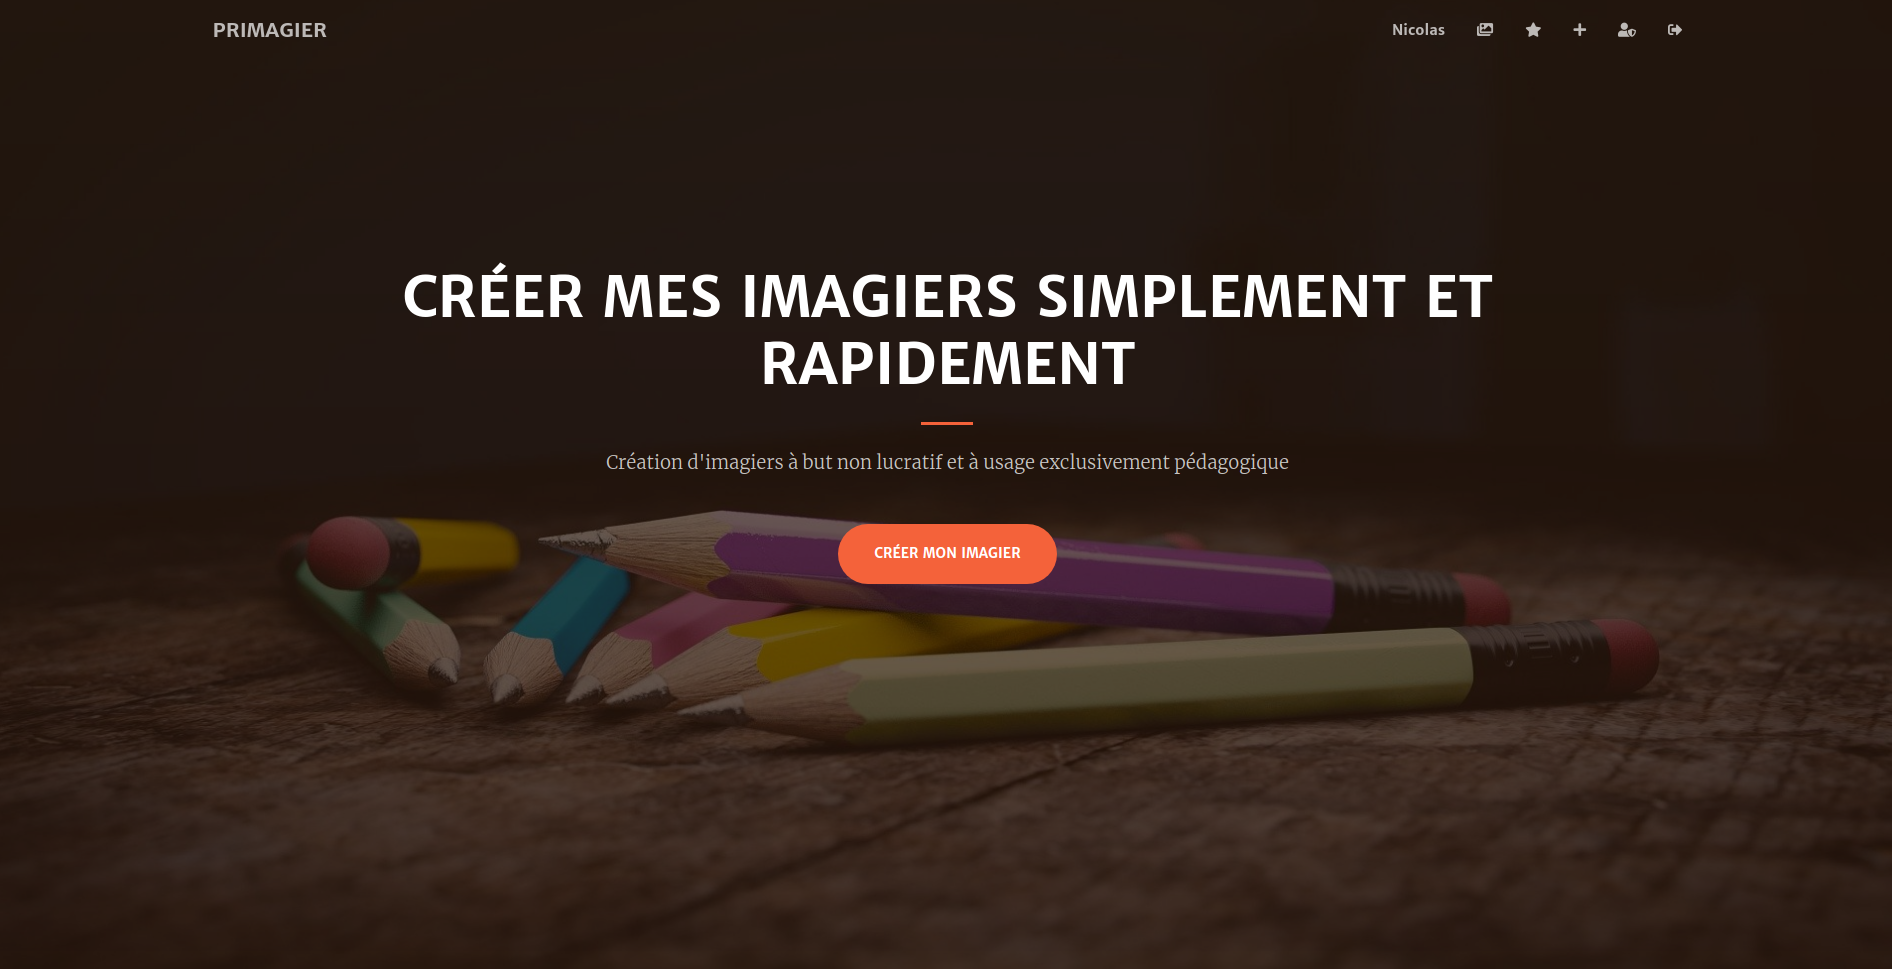 PRIMAGIER
Nicolas
CRÉER MES IMAGIERS SIMPLEMENT ET
RAPIDEMENT
Création d'imagiers à but non lucratif et à usage exclusivement pédagogique
CRÉER MON IMAGIER